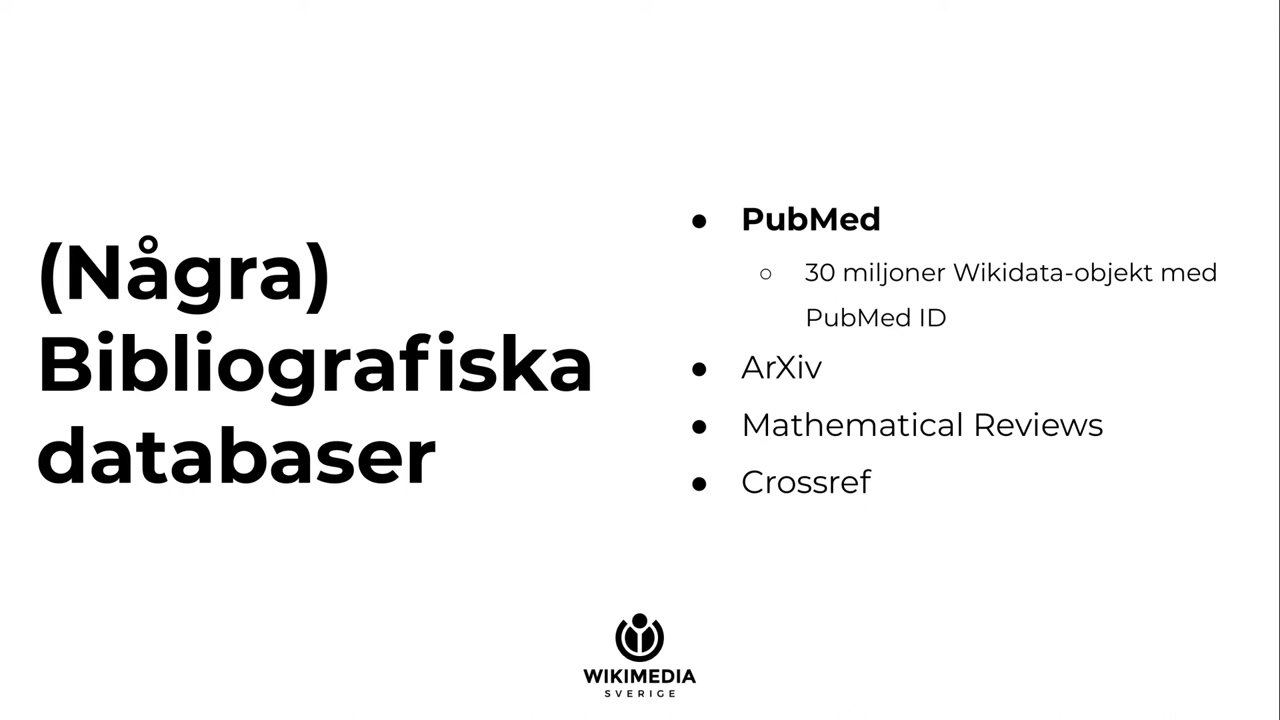 (Några)
Bibliografiska
databaser
● PubMed
○ 30 miljoner Wikidata-objekt med
PubMed ID
● ArXiv
● Mathematical Reviews
● Crossref
WIKIMEDIA
SVERIGE